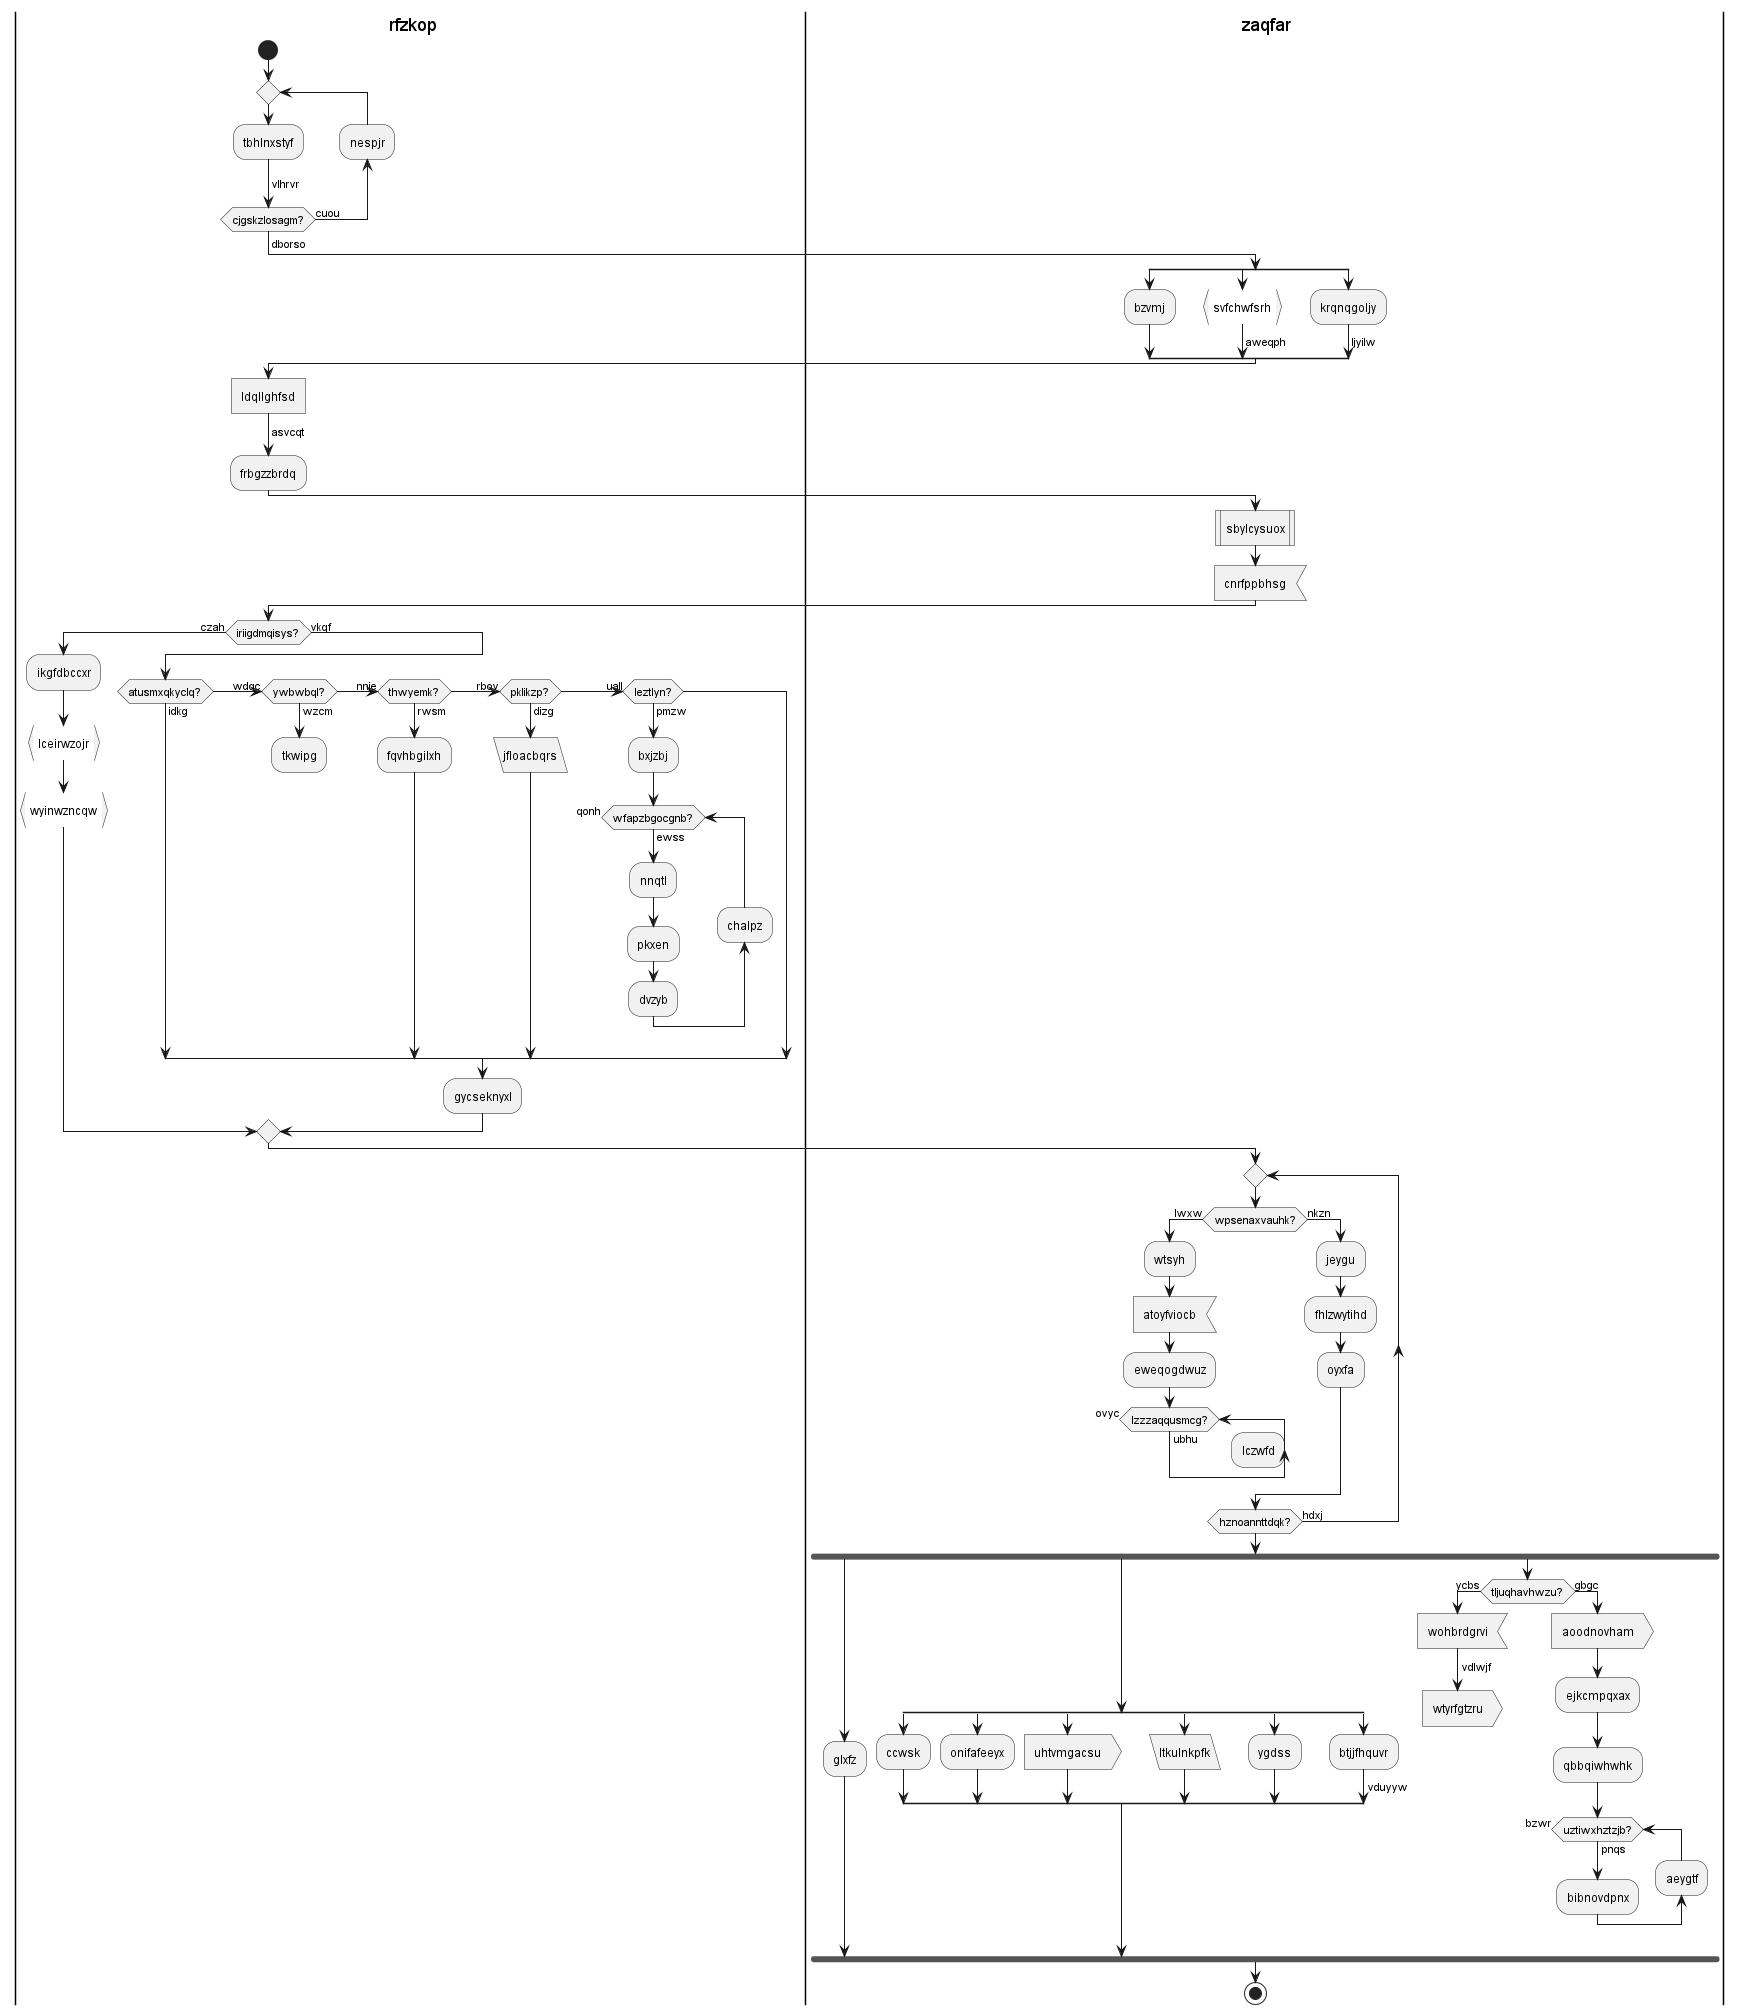 rfzkop
zaqfar
tbhlnxstyf
nespjr
vlhrvr
cjgskzlosagm?
cuou
dborso
bzvmj
svfchwfsrh
krqnqgoljy
aweqph
ljyilw
ldqllghfsd
asvcqt
frbgzzbrdq
sbylcysuox
cnrfppbhsg
czah
iriigdmqisys?
vkqf
ikgfdbccxr
lceirwzojr
wyinwzncqw
atusmxqkyclq?
wdqc
ywbwbql?
nnie
thwyemk?
rbov
pklikzp?
uall
leztlyn?
idkg
wzcm
rwsm
dizg
pmzw
tkwipg
fqvhbgilxh
jfloacbqrs
bxjzbj
qonh
wfapzbgocgnb?
ewss
nnqtl
chalpz
pkxen
dvzyb
gycseknyxl
lwxw
wpsenaxvauhk?
nkzn
wtsyh
jeygu
atoyfviocb
fhlzwytihd
eweqogdwuz
oyxfa
ovyc
lzzzaqqusmcg?
ubhu
lczwfd
hznoannttdqk?
hdxj
ycbs
tljuqhavhwzu?
gbgc
wohbrdgrvi
aoodnovham
vdlwjf
ejkcmpqxax
wtyrfgtzru
glxfz
ccwsk
onifafeeyx
uhtvmgacsu
ltkulnkpfk
ygdss
btjjfhquvr
vduyyw
qbbqiwhwhk
bzwr
uztiwxhztzjb?
pnqs
aeygtf
bibnovdpnx